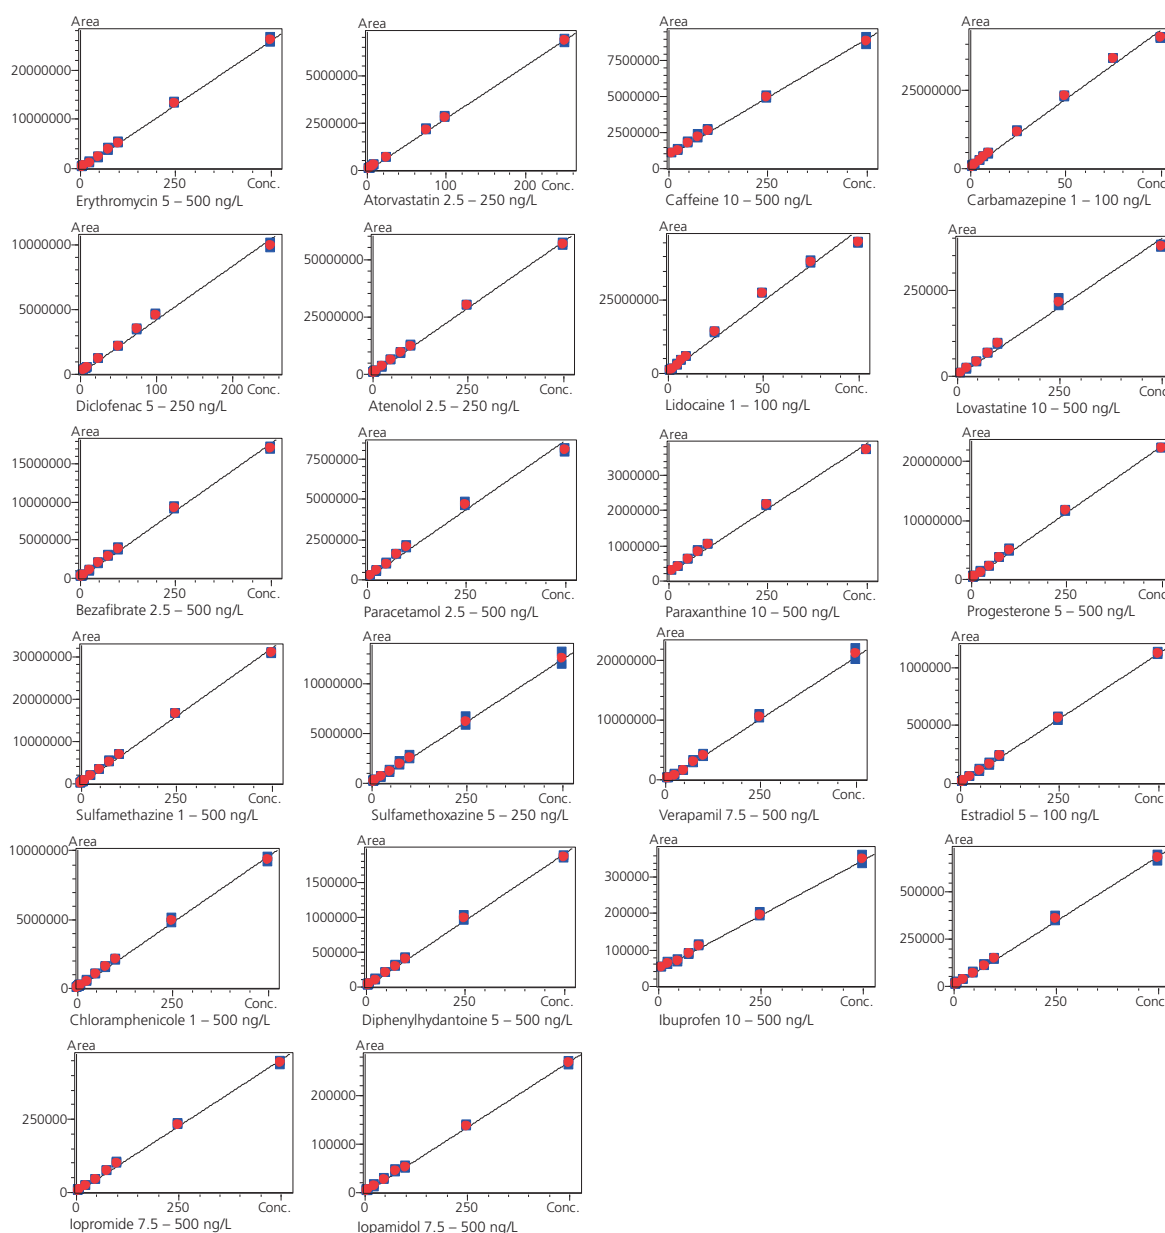 Area
20000000
10000000
0
0 250 Conc.
Erythromycin 5 – 500 ng/L
Area
5000000
2500000
0
0 100 200 Conc.
Atorvastatin 2.5 – 250 ng/L
Area
7500000
5000000
2500000
0
0 250 Conc.
Caffeine 10 – 500 ng/L
Area
25000000
0
0 50 Conc
Carbamazepine 1 – 100 ng/L
Area
10000000
5000000
0
0 100 200 Conc.
Diclofenac 5 – 250 ng/L
Area
50000000
25000000
0
0 250 Conc.
Atenolol 2.5 – 250 ng/L
Area
25000000
0
0 50 Conc.
Lidocaine 1 – 100 ng/L
Area
250000
0
0 250 Conc
Lovastatine 10 – 500 ng/L
Area
15000000
10000000
5000000
0
0 250 Conc.
Bezafibrate 2.5 – 500 ng/L
Area
7500000
5000000
2500000
0
0 250 Conc.
Paracetamol 2.5 – 500 ng/L
Area
3000000
2000000
1000000
0
0 250 Conc.
Paraxanthine 10 – 500 ng/L
Area
20000000
10000000
0
0 250 Conc
Progesterone 5 – 500 ng/L
Area
30000000
20000000
10000000
0
0 250 Conc.
Sulfamethazine 1 – 500 ng/L
Area
10000000
5000000
0
0 250 Conc.
Sulfamethoxazine 5 – 250 ng/L
Area
20000000
10000000
0
0 250 Conc.
Verapamil 7.5 – 500 ng/L
Area
1000000
500000
0
0 250 Conc
Estradiol 5 – 100 ng/L
Area
10000000
5000000
0
0 250 Conc.
Chloramphenicole 1 – 500 ng/L
Area
1500000
1000000
500000
0
0 250 Conc.
Diphenylhydantoine 5 – 500 ng/L
Area
300000
200000
100000
0
0 250 Conc.
Ibuprofen 10 – 500 ng/L
Area
500000
250000
0
0 250 Conc
Area
250000
0
0 250 Conc.
Iopromide 7.5 – 500 ng/L
Area
200000
100000
0
0 250 Conc.
Iopamidol 7.5 – 500 ng/L